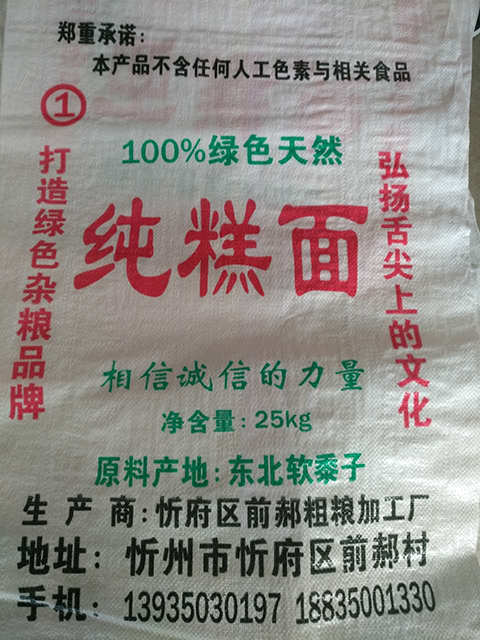 郑重承诺:
本产品不含任何人工色素与相关食品
①
100%绿色天然
打造绿色杂粮品牌
纯糕面
弘扬舌尖上的文化
相信诚信的力量
净含量:25kg
原料产地:东北软黍子
生产商:忻府区前郝粗粮加工厂
地址:忻州市忻府区前郝村
手机:13935030197 18835001330